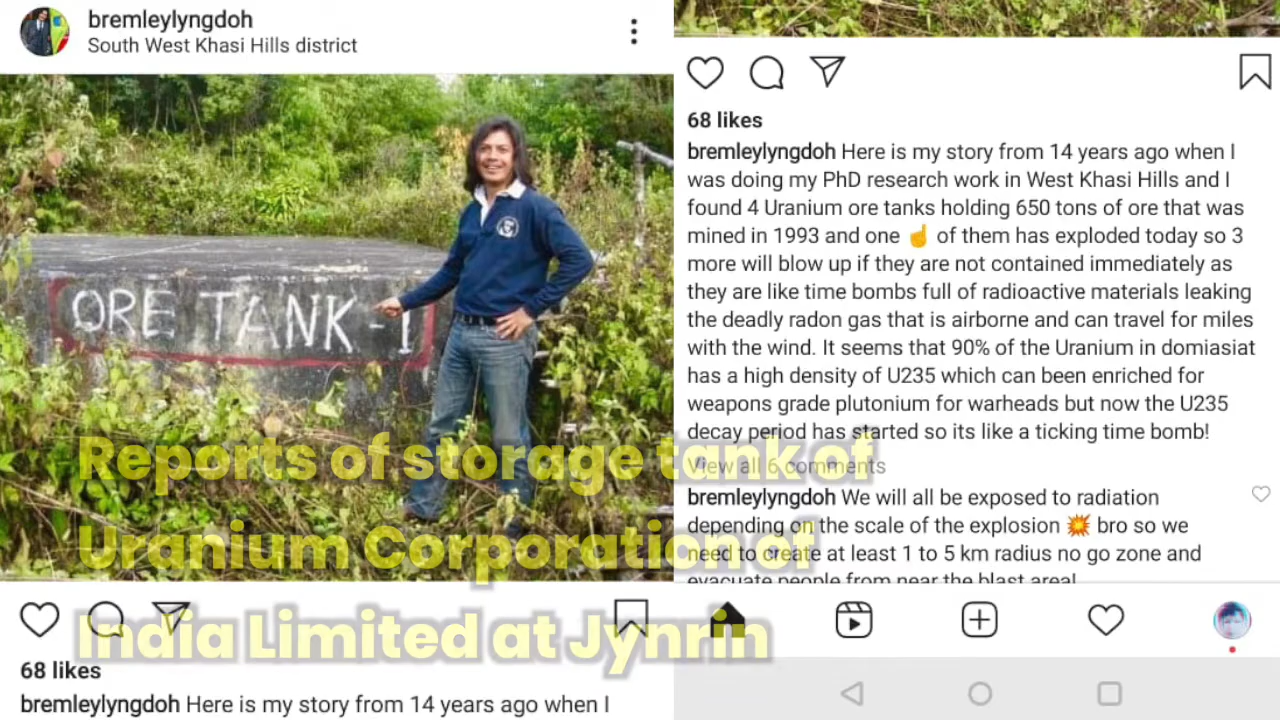 bremleylyngdoh
South West Khasi Hills district
ORE TANK-1
68 likes
bremleylyngdoh Here is my story from 14 years ago when I
68 likes
bremleylyngdoh Here is my story from 14 years ago when I
was doing my PhD research work in West Khasi Hills and I
found 4 Uranium ore tanks holding 650 tons of ore that was
mined in 1993 and one ☝️ of them has exploded today so 3
more will blow up if they are not contained immediately as
they are like time bombs full of radioactive materials leaking
the deadly radon gas that is airborne and can travel for miles
with the wind. It seems that 90% of the Uranium in domiasiat
has a high density of U235 which can been enriched for
weapons grade plutonium for warheads but now the U235
decay period has started so its like a ticking time bomb!
View all 6 comments
bremleylyngdoh We will all be exposed to radiation
depending on the scale of the explosion 💥 bro so we
need to create at least 1 to 5 km radius no go zone and
evacuate people from near the blast area!
Reports of storage tank of
Uranium Corporation of
India Limited at Jynrin